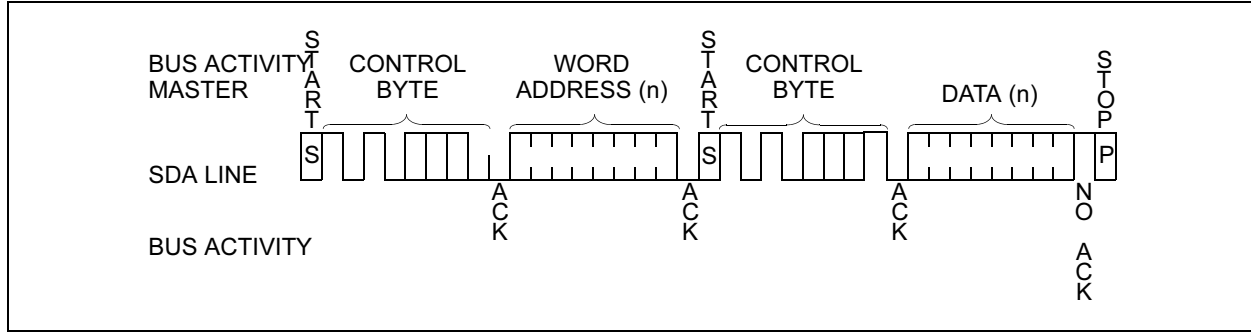 BUS ACTIVITY
MASTER
START
CONTROL
BYTE
WORD
ADDRESS (n)
START
CONTROL
BYTE
DATA (n)
STOP
SDA LINE
S
S
P
BUS ACTIVITY
ACK
ACK
ACK
NO ACK